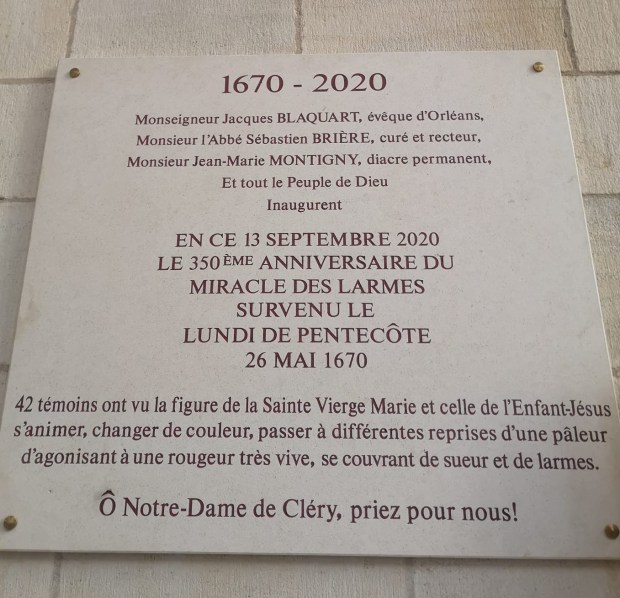 1670 - 2020
Monseigneur Jacques BLAQUART, évêque d'Orléans,
Monsieur l'Abbé Sébastien BRIÈRE, curé et recteur,
Monsieur Jean-Marie MONTIGNY, diacre permanent,
Et tout le Peuple de Dieu
Inaugurent
EN CE 13 SEPTEMBRE 2020
LE 350ÈME ANNIVERSAIRE DU
MIRACLE DES LARMES
SURVENU LE
LUNDI DE PENTECÔTE
26 MAI 1670
42 témoins ont vu la figure de la Sainte Vierge Marie et celle de l'Enfant-Jésus
s'animer, changer de couleur, passer à différentes reprises d'une pâleur
d'agonisant à une rougeur très vive, se couvrant de sueur et de larmes.
Ô Notre-Dame de Cléry, priez pour nous!